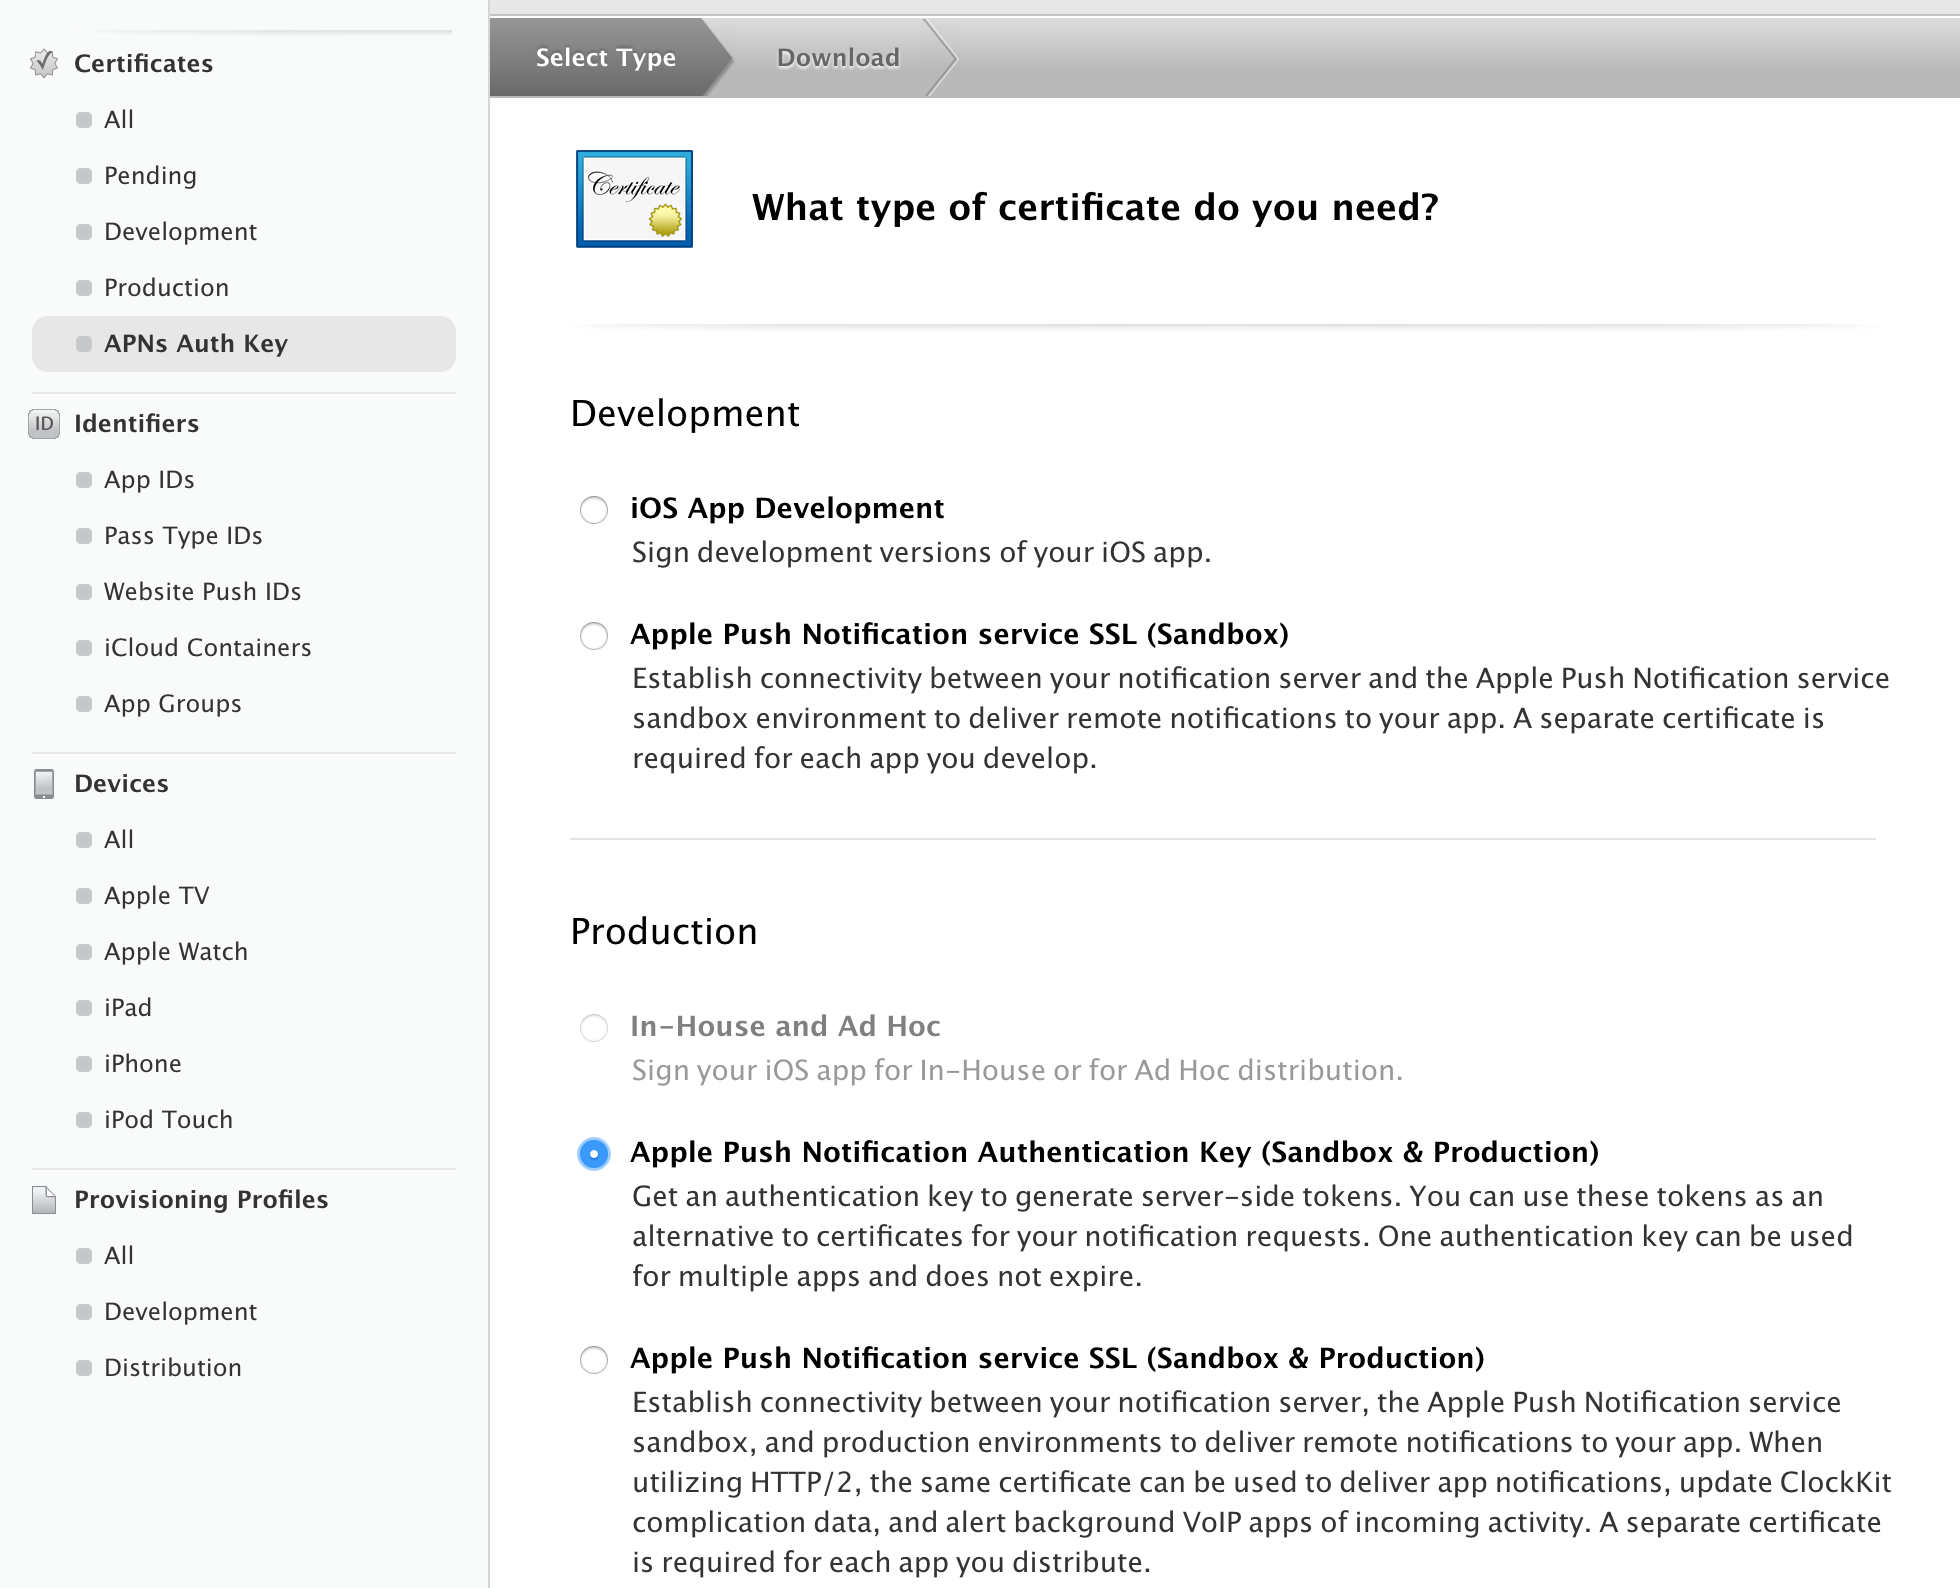 Certificates
All
Pending
Development
Production
APNs Auth Key
ID
Identifiers
App IDs
Pass Type IDs
Website Push IDs
iCloud Containers
App Groups
Devices
All
Apple TV
Apple Watch
iPad
iPhone
iPod Touch
Provisioning Profiles
All
Development
Distribution
Select Type
Download
Certificate
What type of certificate do you need?
Development
iOS App Development
Sign development versions of your iOS app.
Apple Push Notification service SSL (Sandbox)
Establish connectivity between your notification server and the Apple Push Notification service
sandbox environment to deliver remote notifications to your app. A separate certificate is
required for each app you develop.
Production
In-House and Ad Hoc
Sign your iOS app for In-House or for Ad Hoc distribution.
Apple Push Notification Authentication Key (Sandbox & Production)
Get an authentication key to generate server-side tokens. You can use these tokens as an
alternative to certificates for your notification requests. One authentication key can be used
for multiple apps and does not expire.
Apple Push Notification service SSL (Sandbox & Production)
Establish connectivity between your notification server, the Apple Push Notification service
sandbox, and production environments to deliver remote notifications to your app. When
utilizing HTTP/2, the same certificate can be used to deliver app notifications, update ClockKit
complication data, and alert background VoIP apps of incoming activity. A separate certificate
is required for each app you distribute.